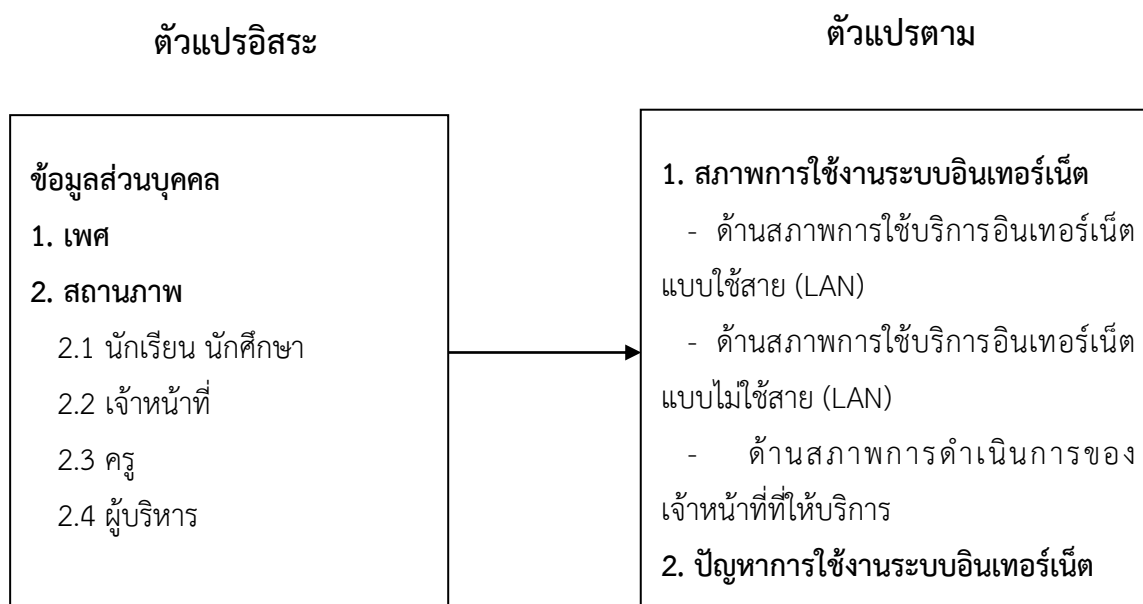 ตัวแปรอิสระ
ข้อมูลส่วนบุคคล
1. เพศ
2. สถานภาพ
2.1 นักเรียน นักศึกษา
2.2 เจ้าหน้าที่
2.3 ครู
2.4 ผู้บริหาร
ตัวแปรตาม
1. สภาพการใช้งานระบบอินเทอร์เน็ต
- ด้านสภาพการใช้บริการอินเทอร์เน็ต
แบบใช้สาย (LAN)
- ด้านสภาพการใช้บริการอินเทอร์เน็ต
แบบไม่ใช้สาย (LAN)
- ด้านสภาพการดำเนินการของ
เจ้าหน้าที่ที่ให้บริการ
2. ปัญหาการใช้งานระบบอินเทอร์เน็ต